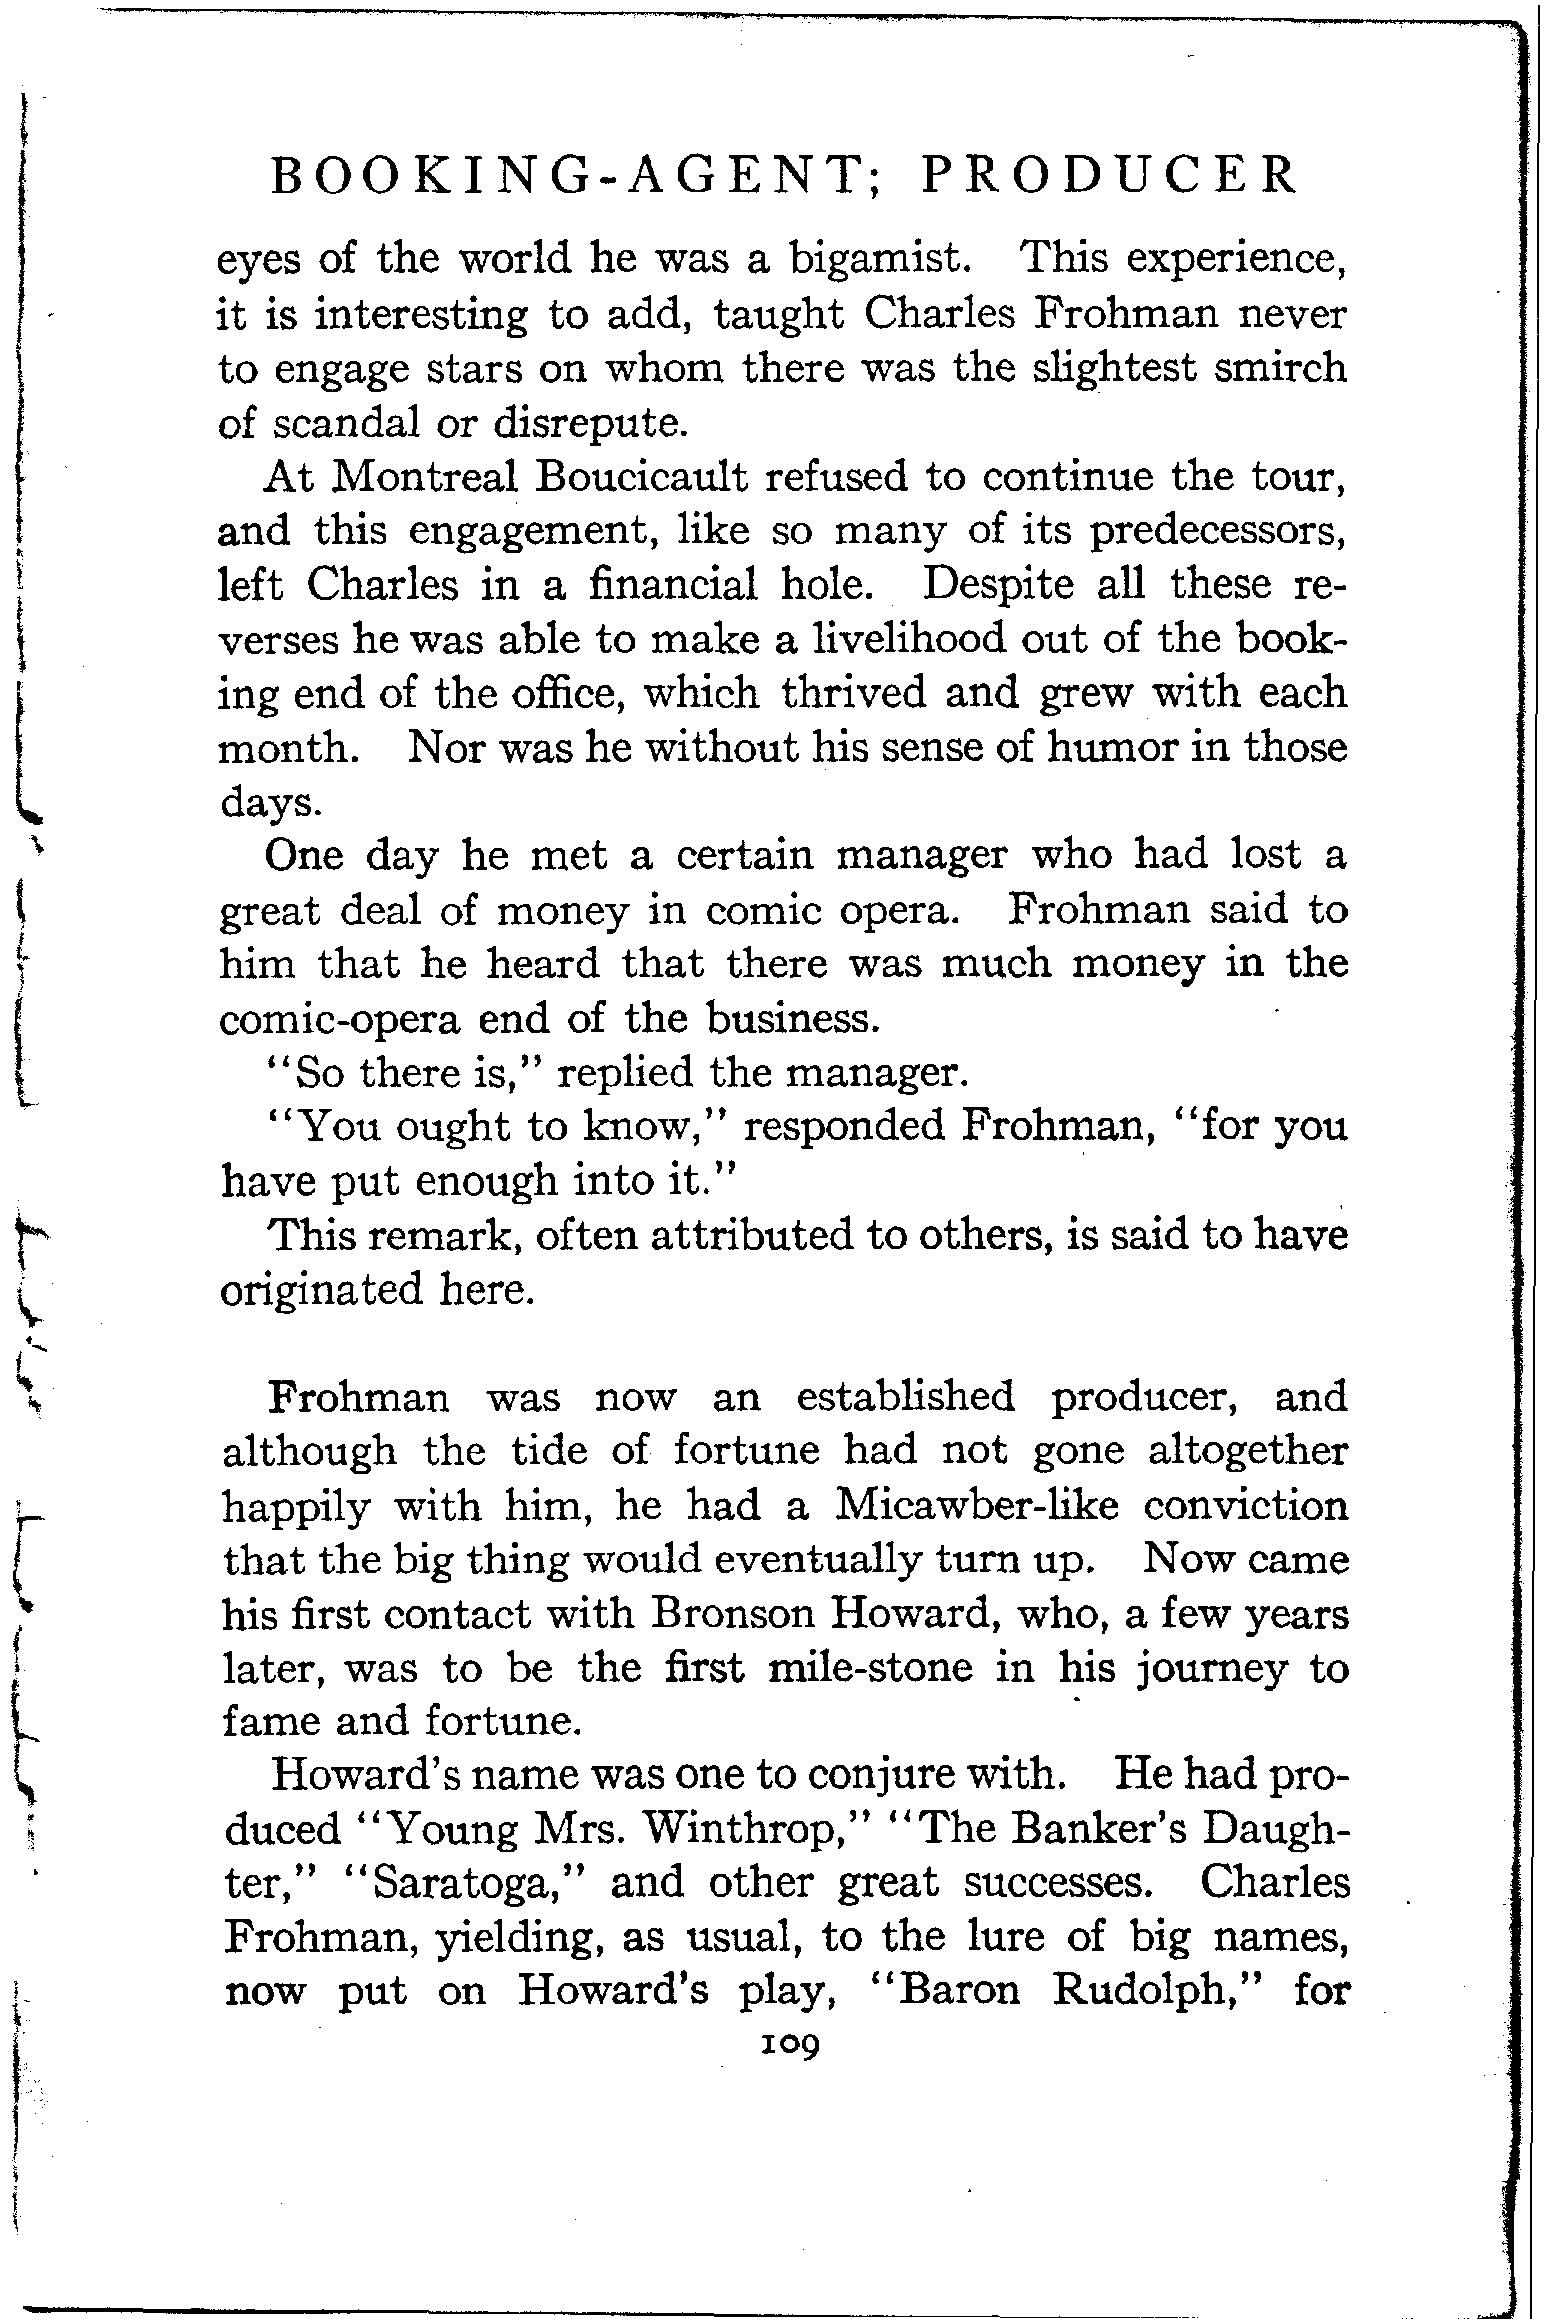 BOOKING-AGENT; PRODUCER
eyes of the world he was a bigamist. This experience,
it is interesting to add, taught Charles Frohman never
to engage stars on whom there was the slightest smirch
of scandal or disrepute.
At Montreal Boucicault refused to continue the tour,
and this engagement, like so many of its predecessors,
left Charles in a financial hole. Despite all these re-
verses he was able to make a livelihood out of the book-
ing end of the office, which thrived and grew with each
month. Nor was he without his sense of humor in those
days.
One day he met a certain manager who had lost a
great deal of money in comic opera. Frohman said to
him that he heard that there was much money in the
comic-opera end of the business.
“So there is,” replied the manager.
“You ought to know,” responded Frohman, “for you
have put enough into it.”
This remark, often attributed to others, is said to have
originated here.
Frohman was now an established producer, and
although the tide of fortune had not gone altogether
happily with him, he had a Micawber-like conviction
that the big thing would eventually turn up. Now came
his first contact with Bronson Howard, who, a few years
later, was to be the first mile-stone in his journey to
fame and fortune.
Howard’s name was one to conjure with. He had pro-
duced “Young Mrs. Winthrop,” “The Banker’s Daugh-
ter,” “Saratoga,” and other great successes. Charles
Frohman, yielding, as usual, to the lure of big names,
now put on Howard’s play, “Baron Rudolph,” for
109